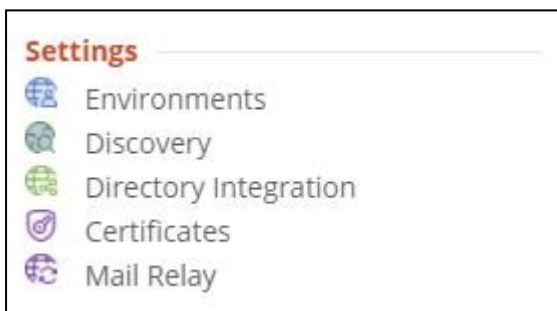 Settings
Environments
Discovery
Directory Integration
Certificates
Mail Relay